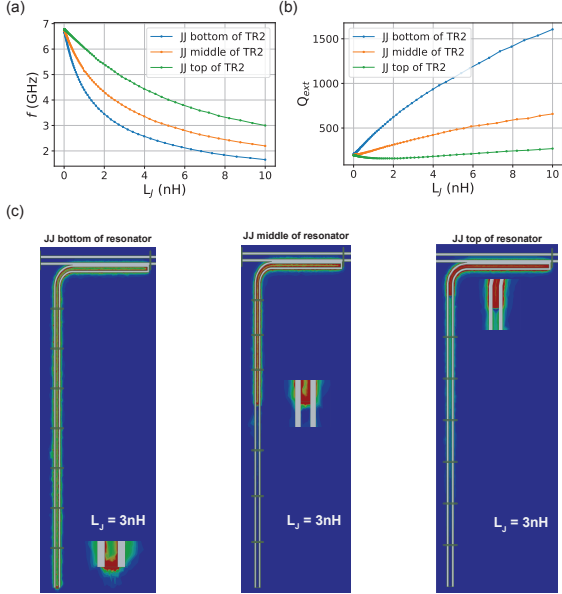 (a)
(b)
7
6
5
4
3
2
f (GHz)
JJ bottom of TR2
JJ middle of TR2
JJ top of TR2
0
2
4
6
8
10
L_J (nH)
1500
1000
500
Q_ext
JJ bottom of TR2
JJ middle of TR2
JJ top of TR2
0
2
4
6
8
10
L_J (nH)
(c)
JJ bottom of resonator
JJ middle of resonator
JJ top of resonator
L_J = 3nH
L_J = 3nH
L_J = 3nH